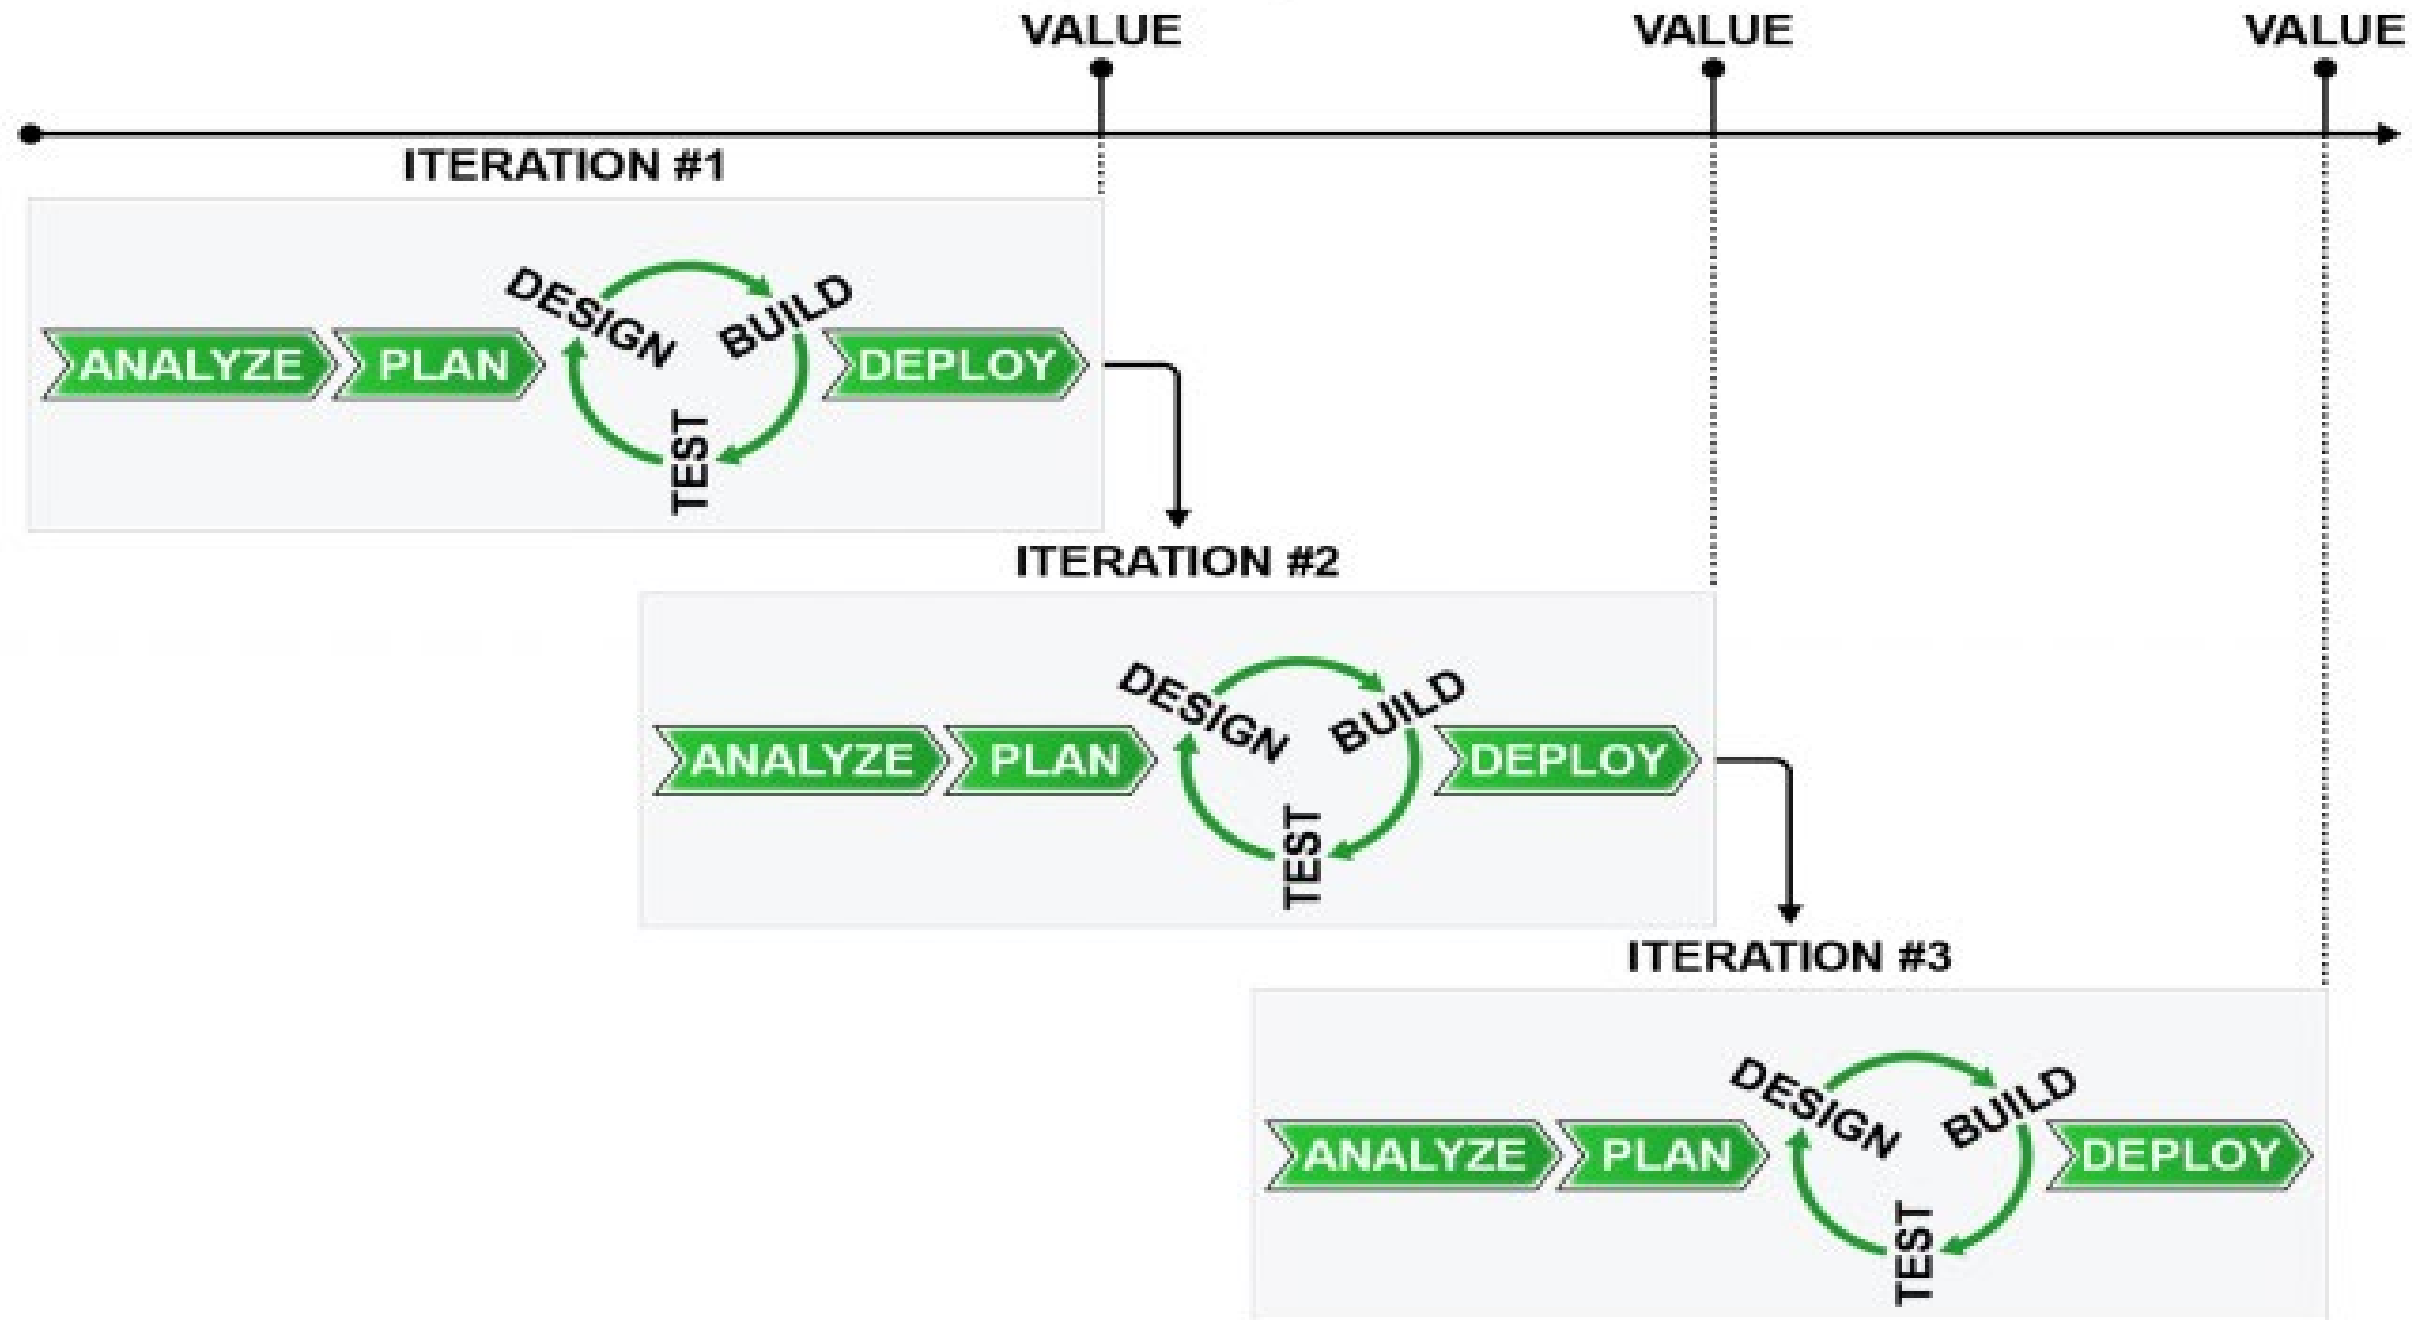 VALUE VALUE VALUE
ITERATION #1
ANALYZE PLAN DESIGN BUILD TEST DEPLOY
ITERATION #2
ANALYZE PLAN DESIGN BUILD TEST DEPLOY
ITERATION #3
ANALYZE PLAN DESIGN BUILD TEST DEPLOY